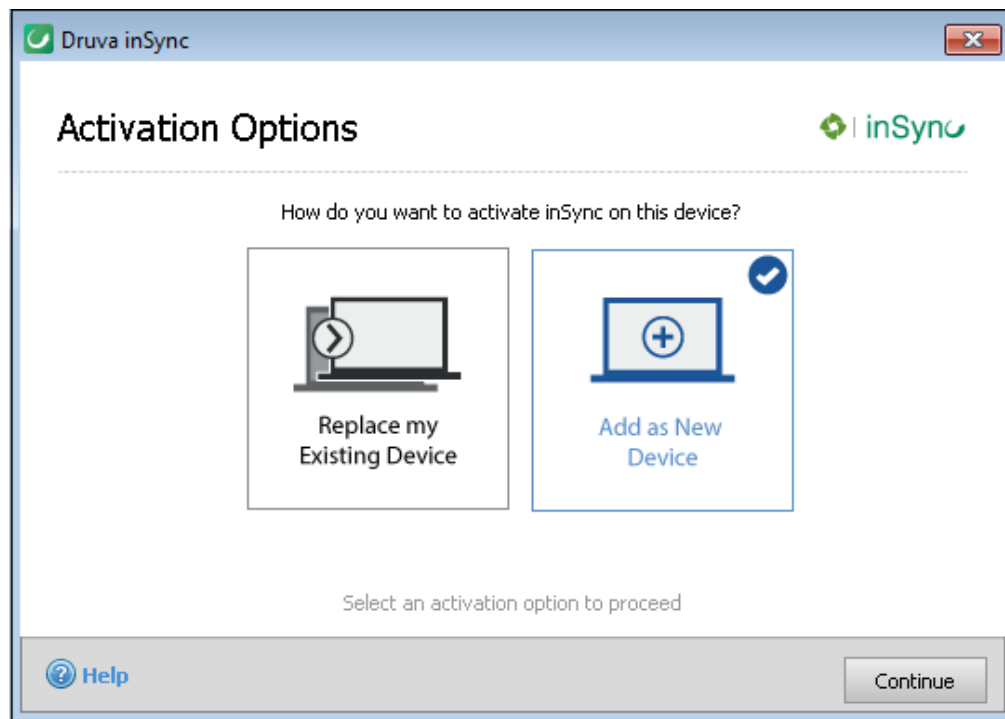 Druva inSync
Activation Options
inSync
How do you want to activate inSync on this device?
Replace my
Existing Device
Add as New
Device
Select an activation option to proceed
Help
Continue